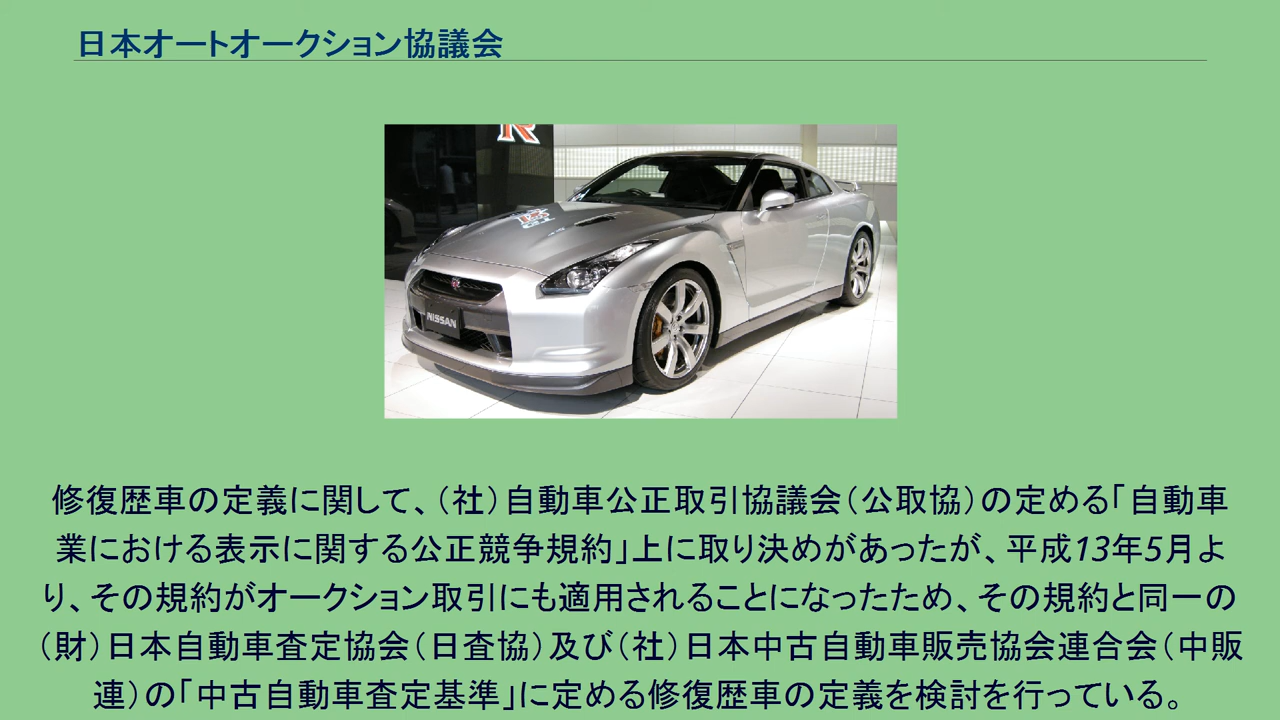 日本オートオークション協議会
R
NISSAN
修復歴車の定義に関して、（社）自動車公正取引協議会（公取協）の定める「自動車
業における表示に関する公正競争規約」上に取り決めがあったが、平成13年5月よ
り、その規約がオークション取引にも適用されることになったため、その規約と同一の
（財）日本自動車査定協会（日査協）及び（社）日本中古自動車販売協会連合会（中販
連）の「中古自動車査定基準」に定める修復歴車の定義を検討を行っている。